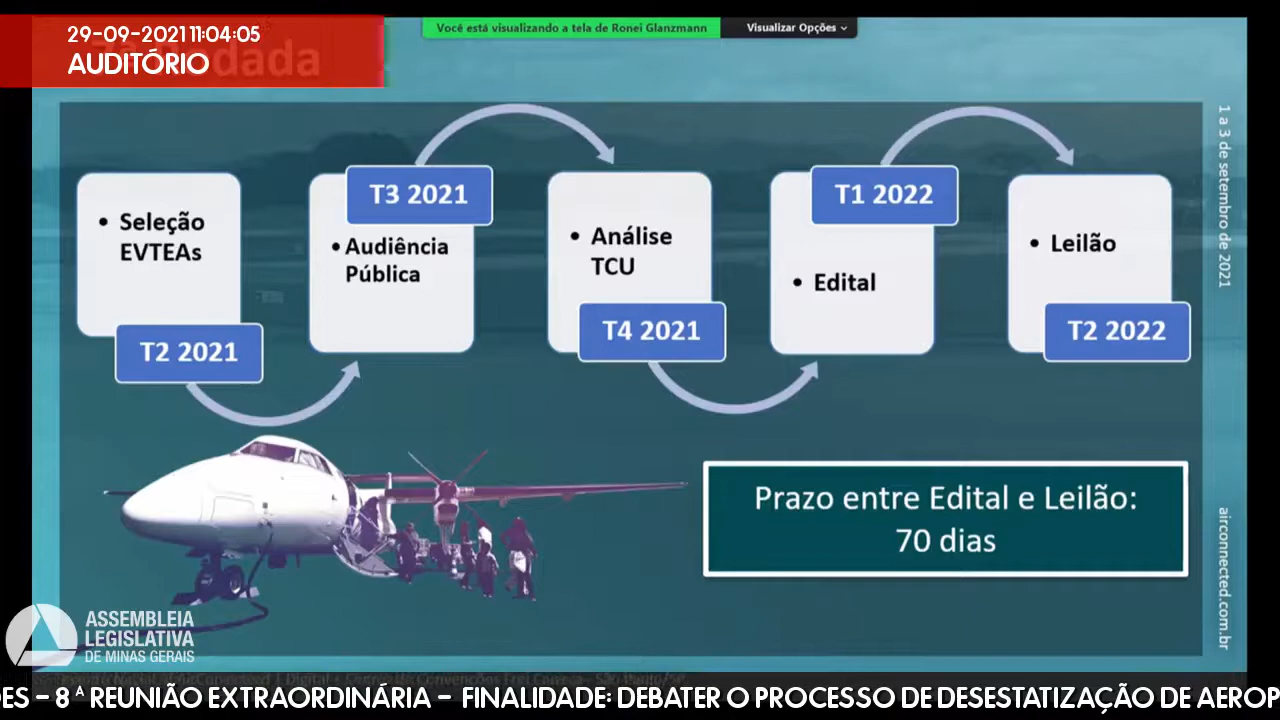 29-09-2021 11:04:05
AUDITÓRIO
dada
Você está visualizando a tela de Ronei Glanzmann
Visualizar Opções
• Seleção
EVTEAs
T2 2021
T3 2021
• Audiência
Pública
• Análise
TCU
T4 2021
T1 2022
• Edital
• Leilão
T2 2022
Prazo entre Edital e Leilão:
70 dias
1 a 3 de setembro de 2021
airconnected.com.br
ASSEMBLEIA
LEGISLATIVA
DE MINAS GERAIS
ES - 8ª REUNIÃO EXTRAORDINÁRIA - FINALIDADE: DEBATER O PROCESSO DE DESESTATIZAÇÃO DE AEROP